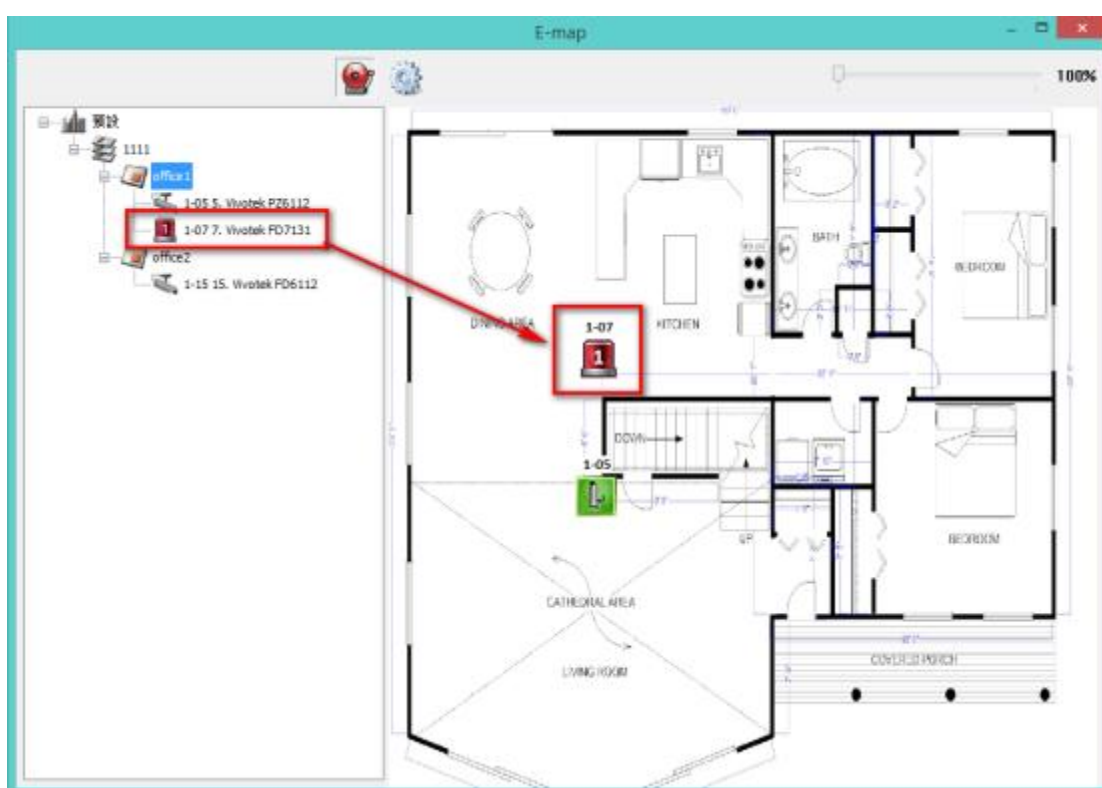 E-map
100%
預設
1111
office1
1-05 5. Vivotek PZ6112
1-07 7. Vivotek FD7131
office2
1-15 15. Vivotek FD6112
BATH
BEDROOM
DINING AREA
1-07
KITCHEN
1
DOWN
1-05
UP
BEDROOM
CATHEDRAL AREA
LIVING ROOM
COVERED PORCH